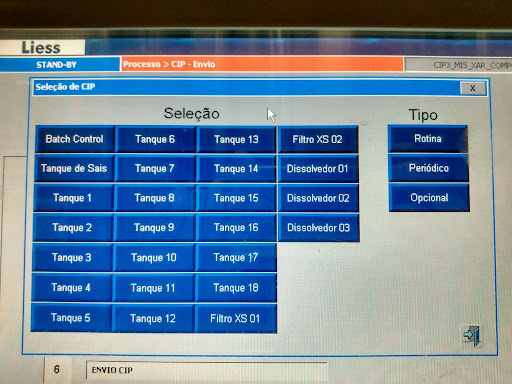 Liess
STAND-BY Processo > CIP - Envio CIP3_MIS_XAR_COMP
Seleção de CIP X
Seleção Tipo
Batch Control Tanque 6 Tanque 13 Filtro XS 02 Rotina
Tanque de Sais Tanque 7 Tanque 14 Dissolvedor 01 Periódico
Tanque 1 Tanque 8 Tanque 15 Dissolvedor 02 Opcional
Tanque 2 Tanque 9 Tanque 16 Dissolvedor 03
Tanque 3 Tanque 10 Tanque 17
Tanque 4 Tanque 11 Tanque 18
Tanque 5 Tanque 12 Filtro XS 01
6 ENVIO CIP